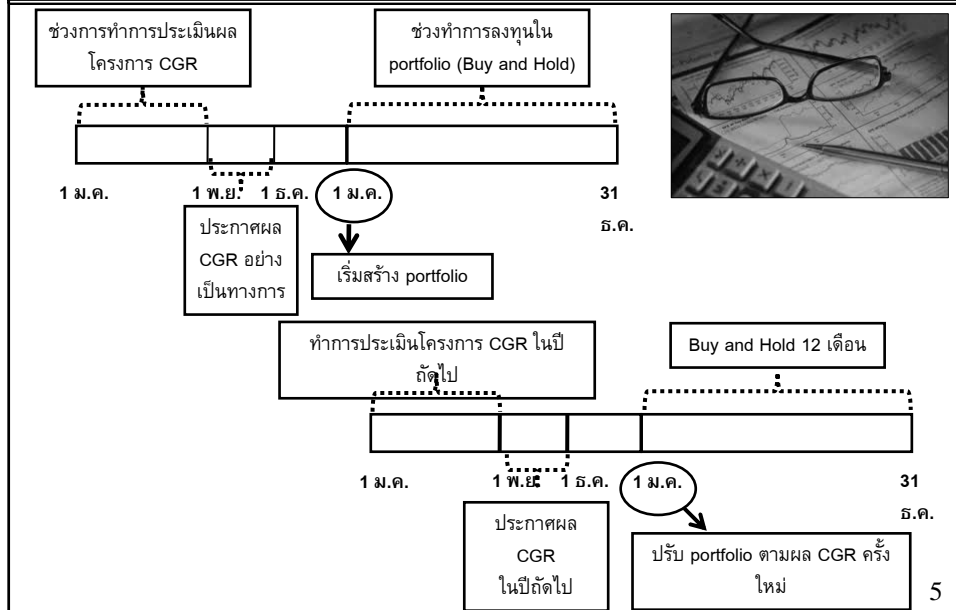 ช่วงการทำการประเมินผล
โครงการ CGR
ช่วงทำการลงทุนใน
portfolio (Buy and Hold)
1 ม.ค.
1 พ.ย.
1 ธ.ค.
1 ม.ค.
31
ธ.ค.
ประกาศผล
CGR อย่าง
เป็นทางการ
เริ่มสร้าง portfolio
ทำการประเมินโครงการ CGR ในปี
ถัดไป
Buy and Hold 12 เดือน
1 ม.ค.
1 พ.ย.
1 ธ.ค.
1 ม.ค.
31
ธ.ค.
ประกาศผล
CGR
ในปีถัดไป
ปรับ portfolio ตามผล CGR ครั้ง
ใหม่
5